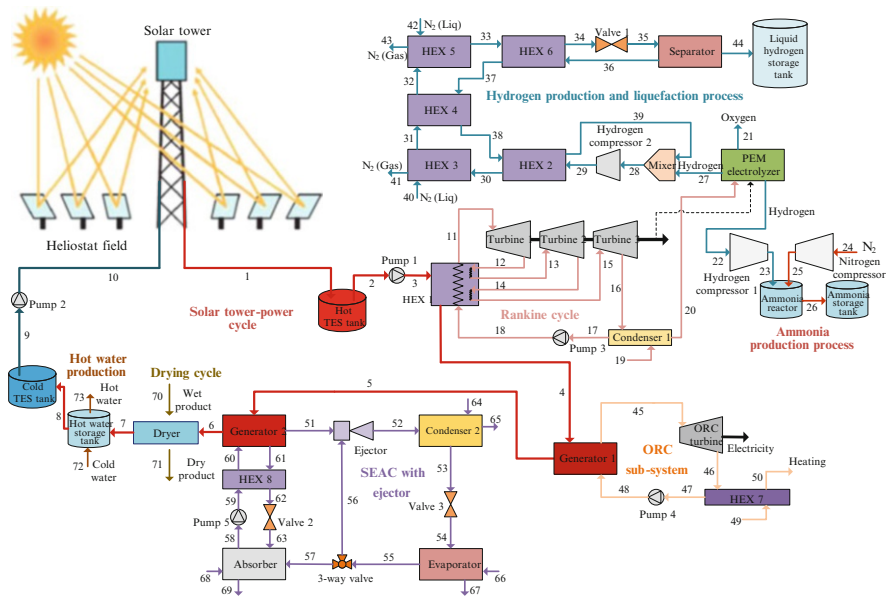 Solar tower
Heliostat field
10
1
Pump 2
9
Solar tower-power
cycle
Cold
TES tank
Hot
TES tank
2
Pump 1
3
HEX 1
42
N₂ (Liq)
43
N₂ (Gas)
HEX 5
33
HEX 6
34
Valve 1
35
Separator
44
Liquid
hydrogen
storage
tank
36
37
32
HEX 4
Hydrogen production and liquefaction process
31
38
39
Hydrogen
compressor 2
Oxygen
21
N₂ (Gas)
41
HEX 3
30
HEX 2
29
28
Mixer
Hydrogen
27
PEM
electrolyzer
40
N₂ (Liq)
11
Turbine 1
Turbine 2
Turbine 3
12
13
14
15
16
Rankine cycle
18
17
Pump 3
Condenser 1
19
20
Hydrogen
22
Hydrogen
compressor 1
23
25
24
N₂
Nitrogen
compressor
Ammonia
reactor
26
Ammonia
storage
tank
Ammonia
production process
Hot water
production
73
Hot
water
8
Hot water
storage
tank
7
72
Cold
water
Drying cycle
70
Wet
product
Dryer
6
71
Dry
product
5
4
Generator 2
51
Ejector
52
64
Condenser 2
65
60
61
HEX 8
SEAC with
ejector
53
59
62
56
Valve 3
Pump 5
Valve 2
58
63
54
Absorber
57
3-way valve
55
Evaporator
66
68
69
67
Generator 1
45
ORC
turbine
Electricity
ORC
sub-system
46
50
Heating
48
47
Pump 4
HEX 7
49